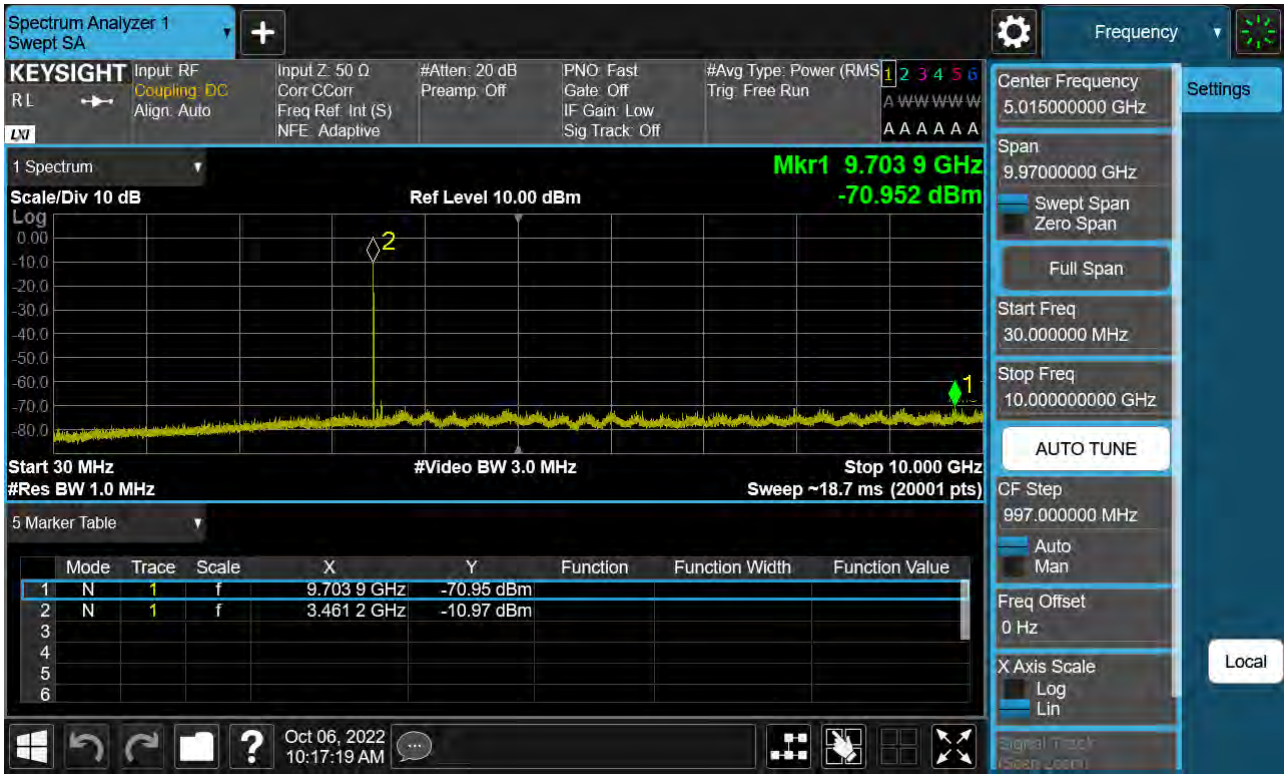 Spectrum Analyzer 1
Swept SA
+
Frequency
KEYSIGHT
RL
LXI
Input: RF
Coupling: DC
Align: Auto
Input Z: 50 Ω
Corr CCorr
Freq Ref: Int (S)
NFE: Adaptive
#Atten: 20 dB
Preamp: Off
PNO: Fast
Gate: Off
IF Gain: Low
Sig Track: Off
#Avg Type: Power (RMS
Trig: Free Run
1 2 3 4 5 6
A W W W W W
A A A A A A
1 Spectrum
Mkr1 9.703 9 GHz
-70.952 dBm
Scale/Div 10 dB
Ref Level 10.00 dBm
Log
0.00
-10.0
-20.0
-30.0
-40.0
-50.0
-60.0
-70.0
-80.0
2
1
Start 30 MHz
#Video BW 3.0 MHz
Stop 10.000 GHz
#Res BW 1.0 MHz
Sweep ~18.7 ms (20001 pts)
5 Marker Table
Mode Trace Scale X Y Function Function Width Function Value
1 N 1 f 9.703 9 GHz -70.95 dBm
2 N 1 f 3.461 2 GHz -10.97 dBm
3
4
5
6
Oct 06, 2022
10:17:19 AM
Center Frequency
5.015000000 GHz
Settings
Span
9.97000000 GHz
Swept Span
Zero Span
Full Span
Start Freq
30.000000 MHz
Stop Freq
10.000000000 GHz
AUTO TUNE
CF Step
997.000000 MHz
Auto
Man
Freq Offset
0 Hz
X Axis Scale
Log
Lin
Local
Signal Track
(Span Zoom)